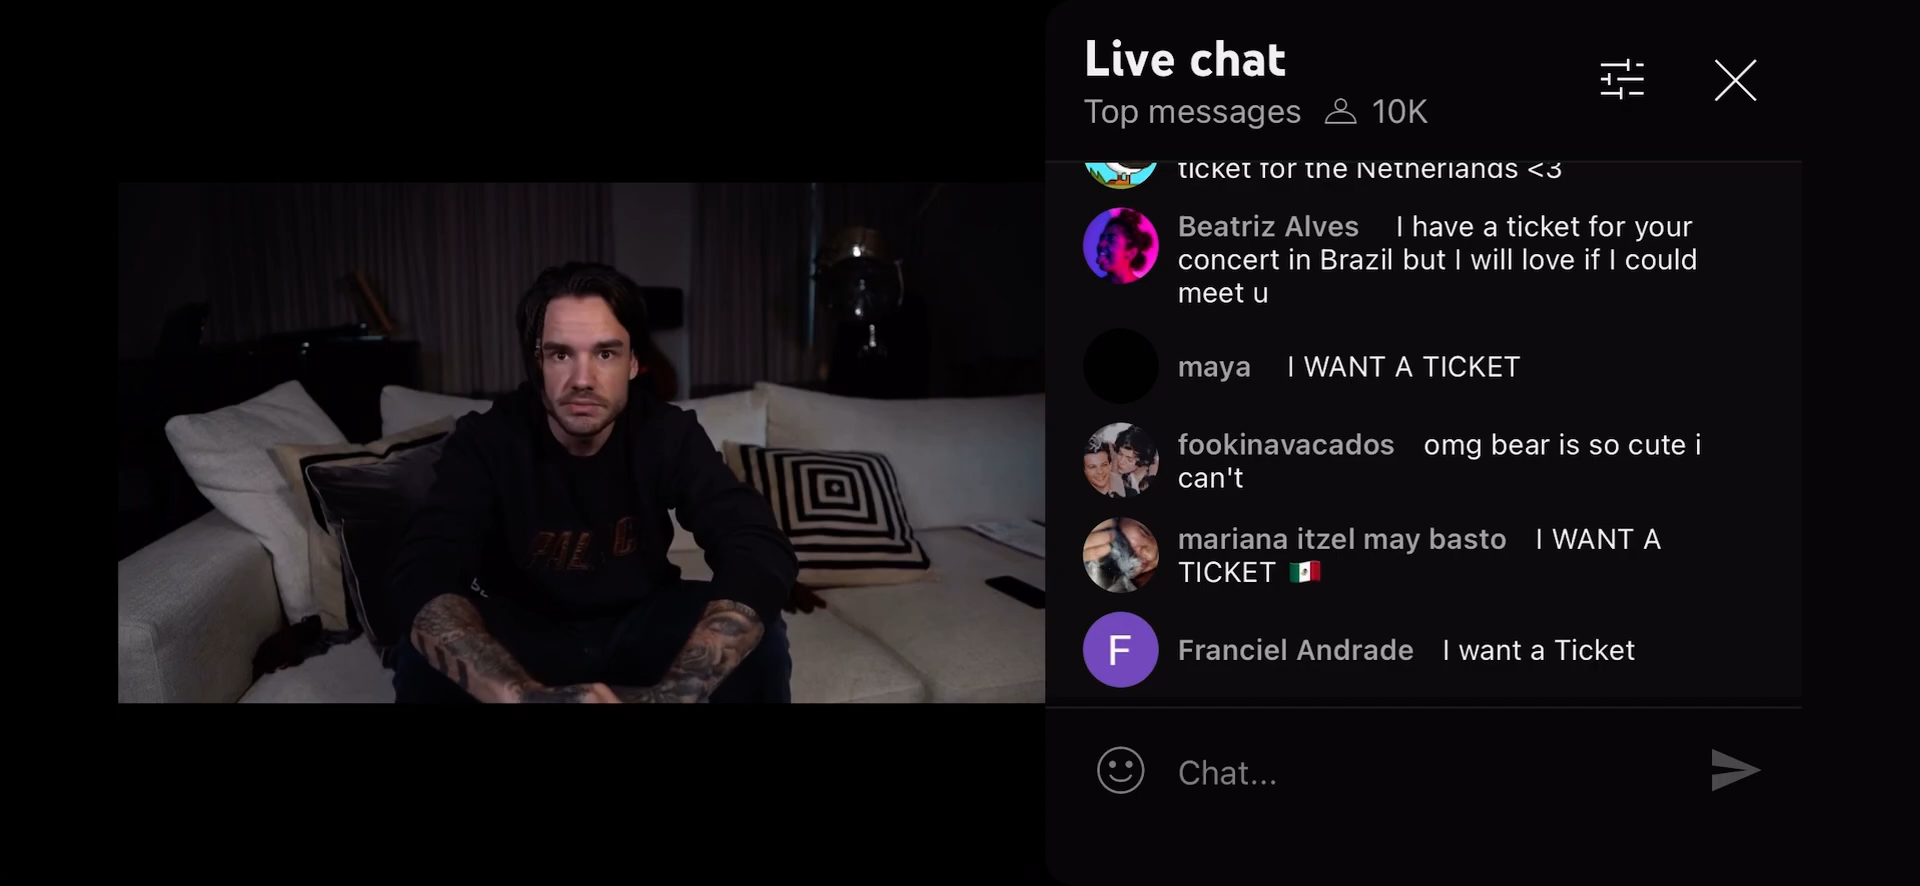 Live chat
Top messages 10K
ticket for the Netherlands <3
Beatriz Alves I have a ticket for your
concert in Brazil but I will love if I could
meet u
maya I WANT A TICKET
fookinavacados omg bear is so cute i
can't
mariana itzel may basto I WANT A
TICKET 🇲🇽
F Franciel Andrade I want a Ticket
Chat...